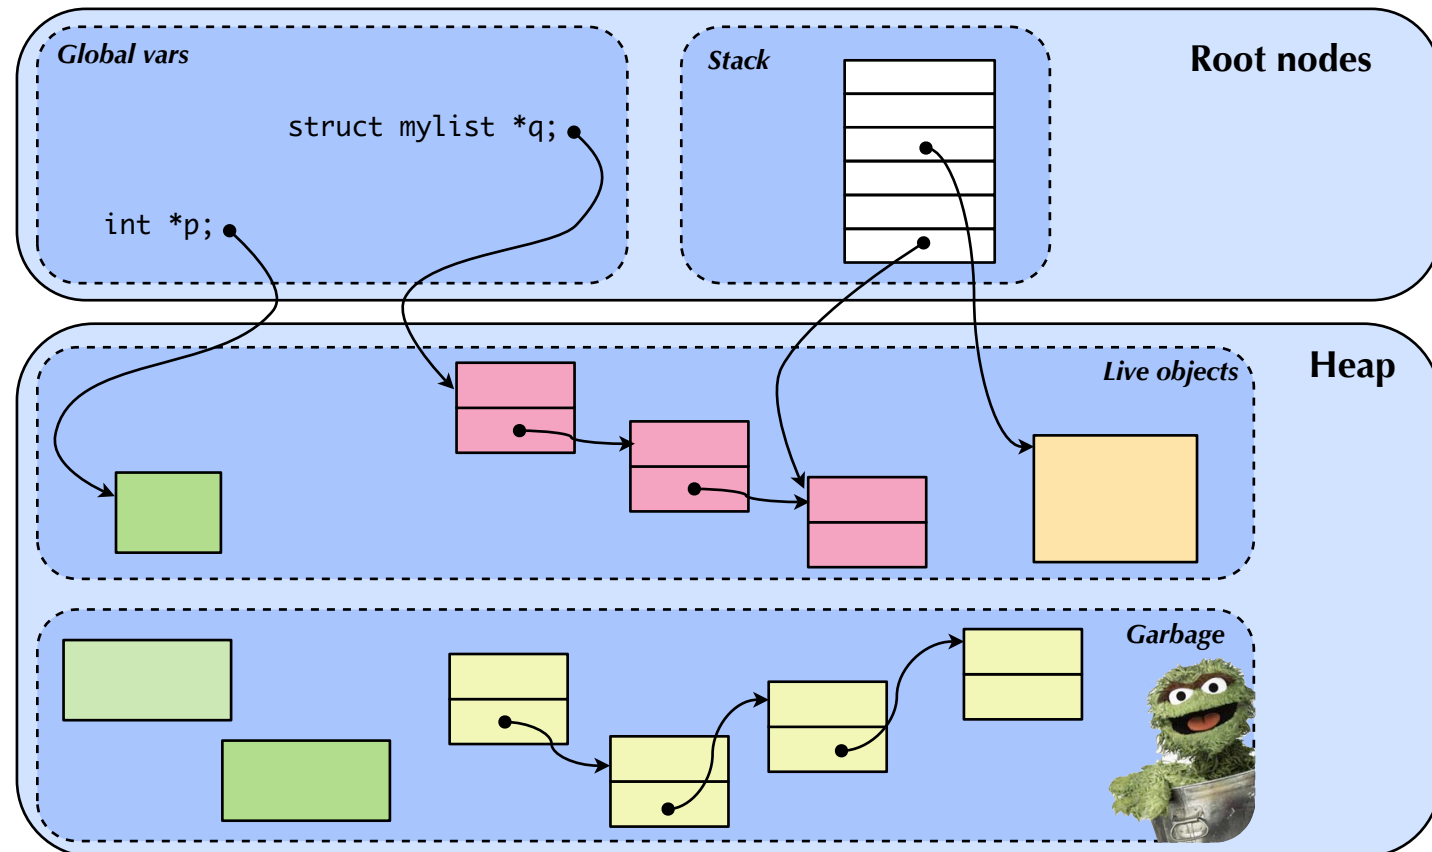 Global vars
Stack
Root nodes
struct mylist *q;
int *p;
Live objects
Heap
Garbage